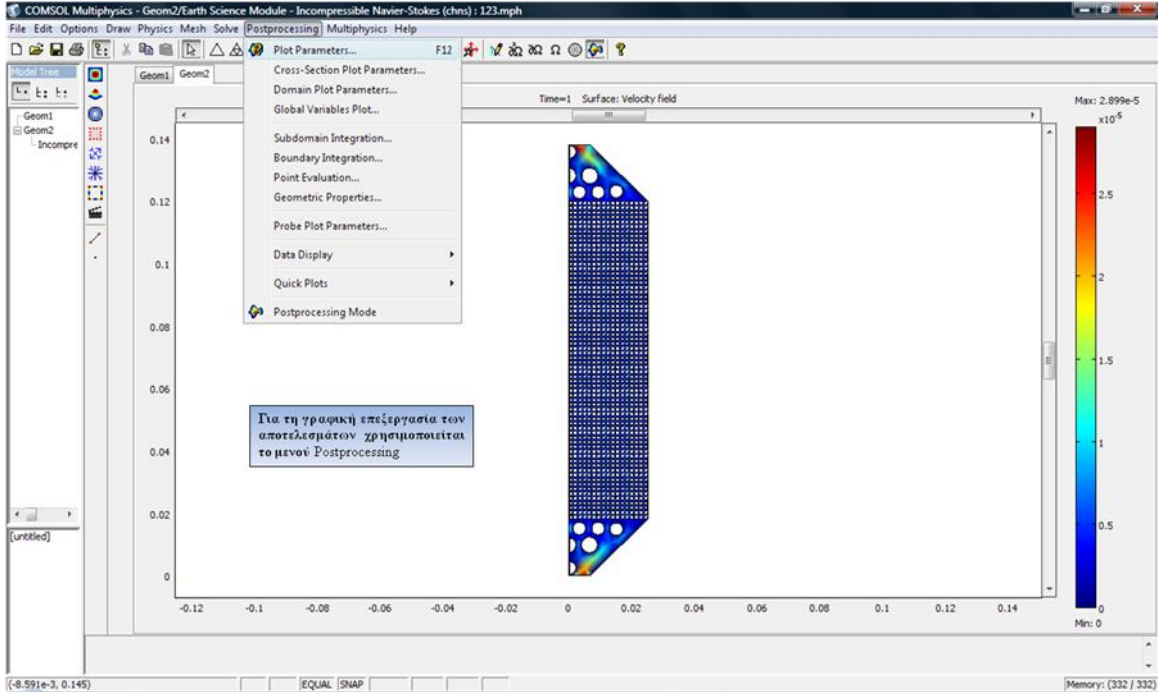 COMSOL Multiphysics - Geom2/Earth Science Module - Incompressible Navier-Stokes (chns) : 123.mph
File Edit Options Draw Physics Mesh Solve Postprocessing Multiphysics Help
Plot Parameters... F12
Cross-Section Plot Parameters...
Domain Plot Parameters...
Global Variables Plot...
Subdomain Integration...
Boundary Integration...
Point Evaluation...
Geometric Properties...
Probe Plot Parameters...
Data Display
Quick Plots
Postprocessing Mode
Model Tree
Geom1
Geom2
Incompre
[untitled]
Geom1 Geom2
Time=1 Surface: Velocity field
Max: 2.899e-5
x10-5
2.5
2
1.5
1
0.5
0
Min: 0
0.14
0.12
0.1
0.08
0.06
0.04
0.02
0
-0.12 -0.1 -0.08 -0.06 -0.04 -0.02 0 0.02 0.04 0.06 0.08 0.1 0.12 0.14
Για τη γραφική επεξεργασία των
αποτελεσμάτων χρησιμοποιείται
το μενού Postprocessing
(-8.591e-3, 0.145)
EQUAL SNAP
Memory: (332 / 332)